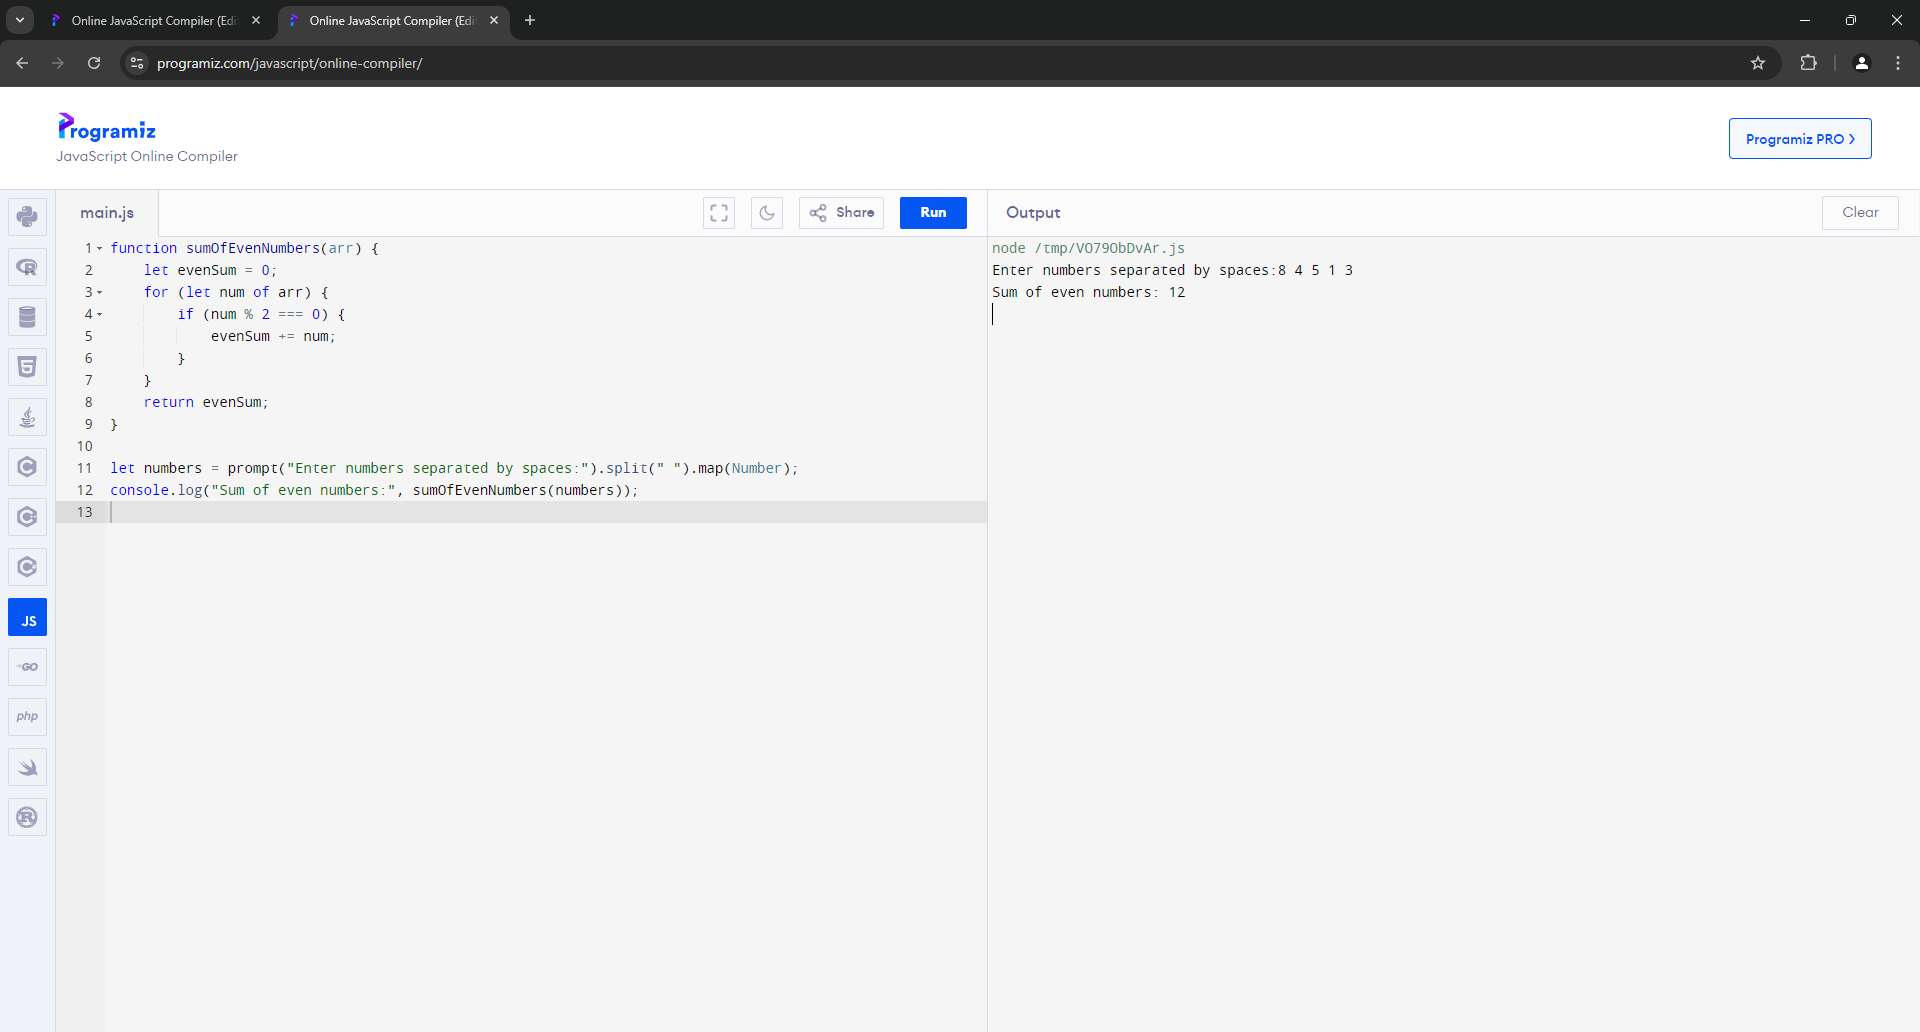 Online JavaScript Compiler (Edi
Online JavaScript Compiler (Edi
programiz.com/javascript/online-compiler/
Programiz
JavaScript Online Compiler
Programiz PRO >
main.js
Share
Run
Output
Clear
1 function sumOfEvenNumbers(arr) {
2 let evenSum = 0;
3 for (let num of arr) {
4 if (num % 2 === 0) {
5 evenSum += num;
6 }
7 }
8 return evenSum;
9 }
10
11 let numbers = prompt("Enter numbers separated by spaces:").split(" ").map(Number);
12 console.log("Sum of even numbers:", sumOfEvenNumbers(numbers));
13
node /tmp/VO79ObDvAr.js
Enter numbers separated by spaces:8 4 5 1 3
Sum of even numbers: 12
R
5
C
C
C
JS
GO
php
R